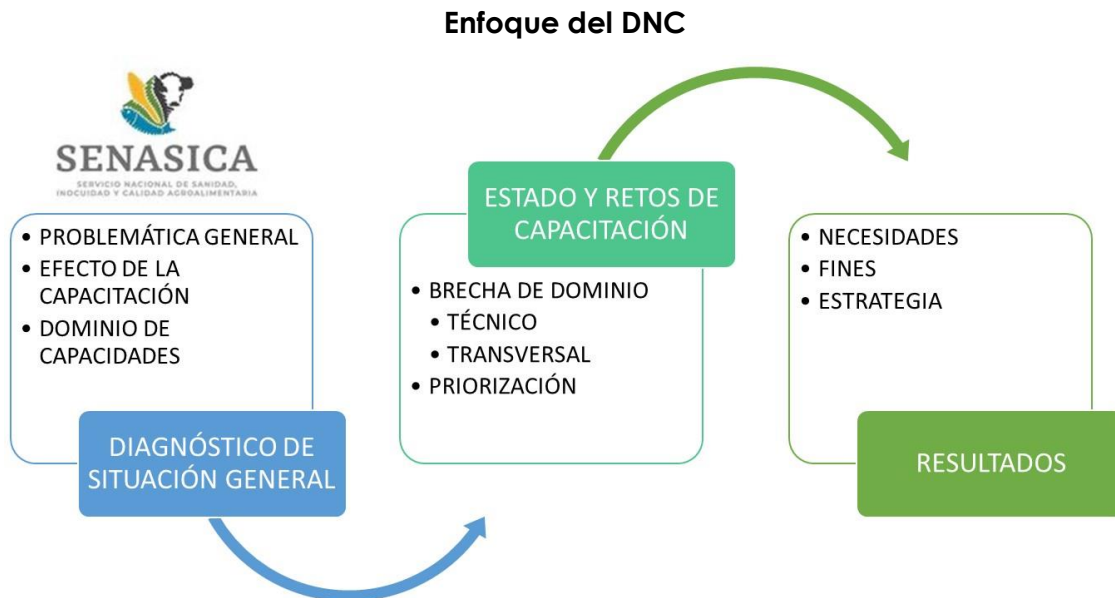 Enfoque del DNC
SENASICA
SERVICIO NACIONAL DE SANIDAD,
INOCUIDAD Y CALIDAD AGROALIMENTARIA
• PROBLEMÁTICA GENERAL
• EFECTO DE LA
CAPACITACIÓN
• DOMINIO DE
CAPACIDADES
DIAGNÓSTICO DE
SITUACIÓN GENERAL
ESTADO Y RETOS DE
CAPACITACIÓN
• BRECHA DE DOMINIO
• TÉCNICO
• TRANSVERSAL
• PRIORIZACIÓN
• NECESIDADES
• FINES
• ESTRATEGIA
RESULTADOS